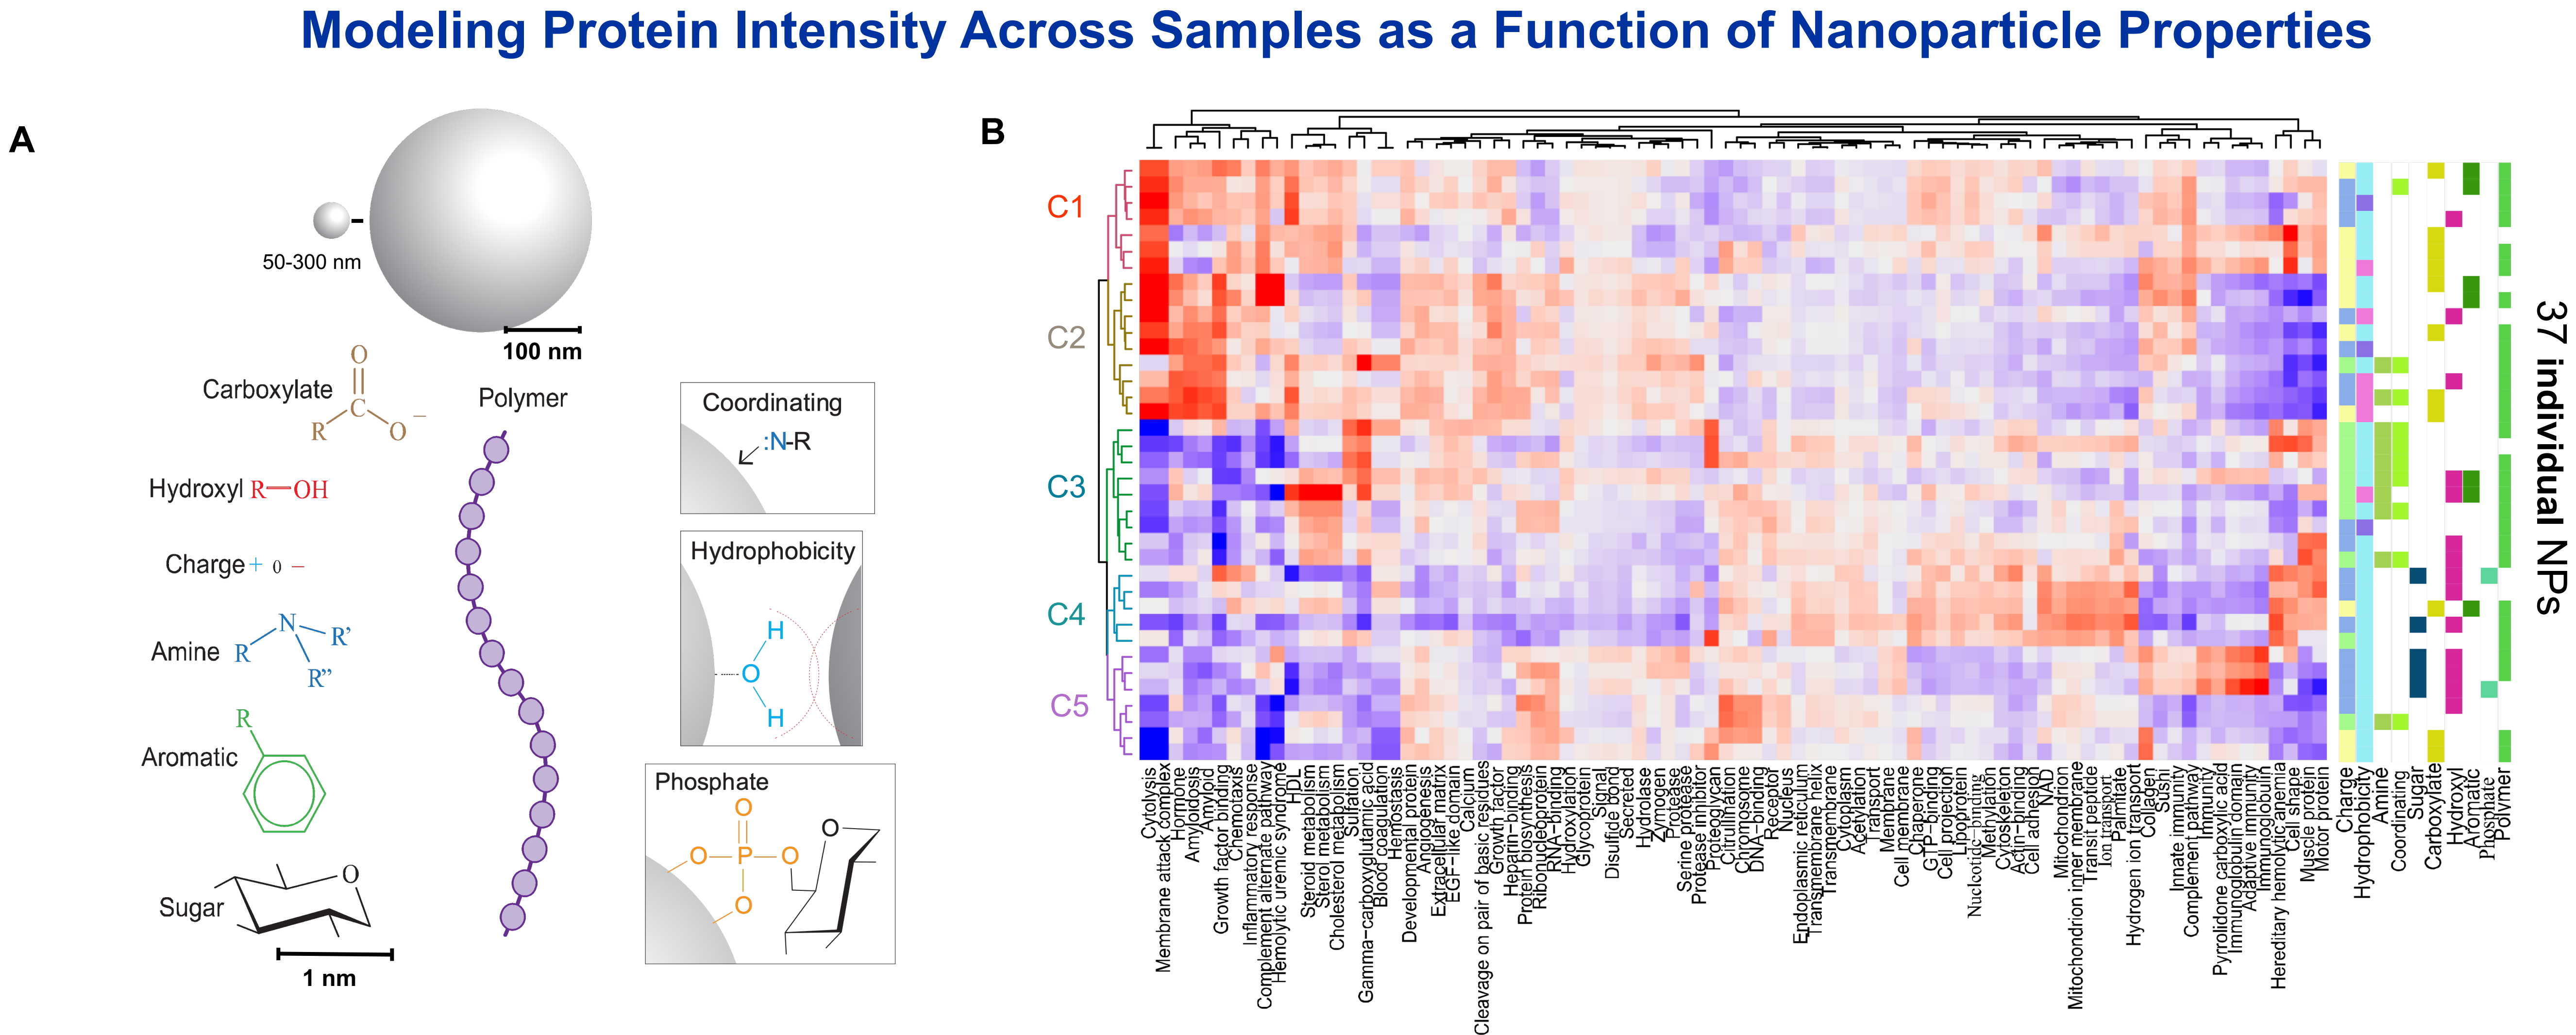 Modeling Protein Intensity Across Samples as a Function of Nanoparticle Properties
A
50-300 nm
100 nm
Carboxylate
O
R
C
O
−
Hydroxyl R OH
Charge + 0 −
Amine R N R' R''
Aromatic R
Sugar O
1 nm
Polymer
Coordinating
:N-R
Hydrophobicity
H
O
H
Phosphate
O
O P O O
O
B
C1
C2
C3
C4
C5
Cytolysis
Membrane attack complex
Hormone
Amyloidosis
Amyloid
Growth factor binding
Chemotaxis
Inflammatory response
Complement alternate pathway
Hemolytic uremic syndrome
HDL
Steroid metabolism
Sterol metabolism
Cholesterol metabolism
Sulfation
Gamma−carboxyglutamic acid
Blood coagulation
Hemostasis
Developmental protein
Angiogenesis
Extracellular matrix
EGF−like domain
Calcium
Cleavage on pair of basic residues
Growth factor
Heparin−binding
Protein biosynthesis
Ribonucleoprotein
RNA−binding
Hydroxylation
Glycoprotein
Signal
Disulfide bond
Secreted
Hydrolase
Zymogen
Protease
Serine protease
Protease inhibitor
Proteoglycan
Citrullination
Chromosome
DNA−binding
Receptor
Nucleus
Endoplasmic reticulum
Transmembrane helix
Transmembrane
Cytoplasm
Acetylation
Transport
Membrane
Cell membrane
Chaperone
GTP−binding
Cell projection
Lipoprotein
Nucleotide−binding
Methylation
Cytoskeleton
Actin−binding
Cell adhesion
NAD
Mitochondrion
Mitochondrion inner membrane
Transit peptide
Ion transport
Palmitate
Hydrogen ion transport
Collagen
Sushi
Innate immunity
Complement pathway
Immunity
Pyrrolidone carboxylic acid
Immunoglobulin domain
Adaptive immunity
Immunoglobulin
Hereditary hemolytic anemia
Cell shape
Muscle protein
Motor protein
Charge
Hydrophobicity
Amine
Coordinating
Sugar
Carboxylate
Hydroxyl
Aromatic
Phosphate
Polymer
37 individual NPs